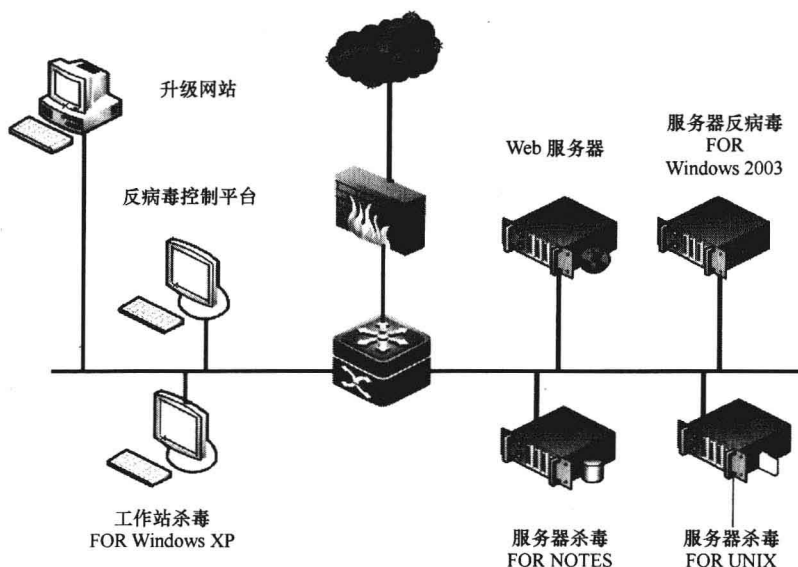 升级网站
反病毒控制平台
Web 服务器
服务器反病毒
FOR
Windows 2003
工作站杀毒
FOR Windows XP
服务器杀毒
FOR NOTES
服务器杀毒
FOR UNIX